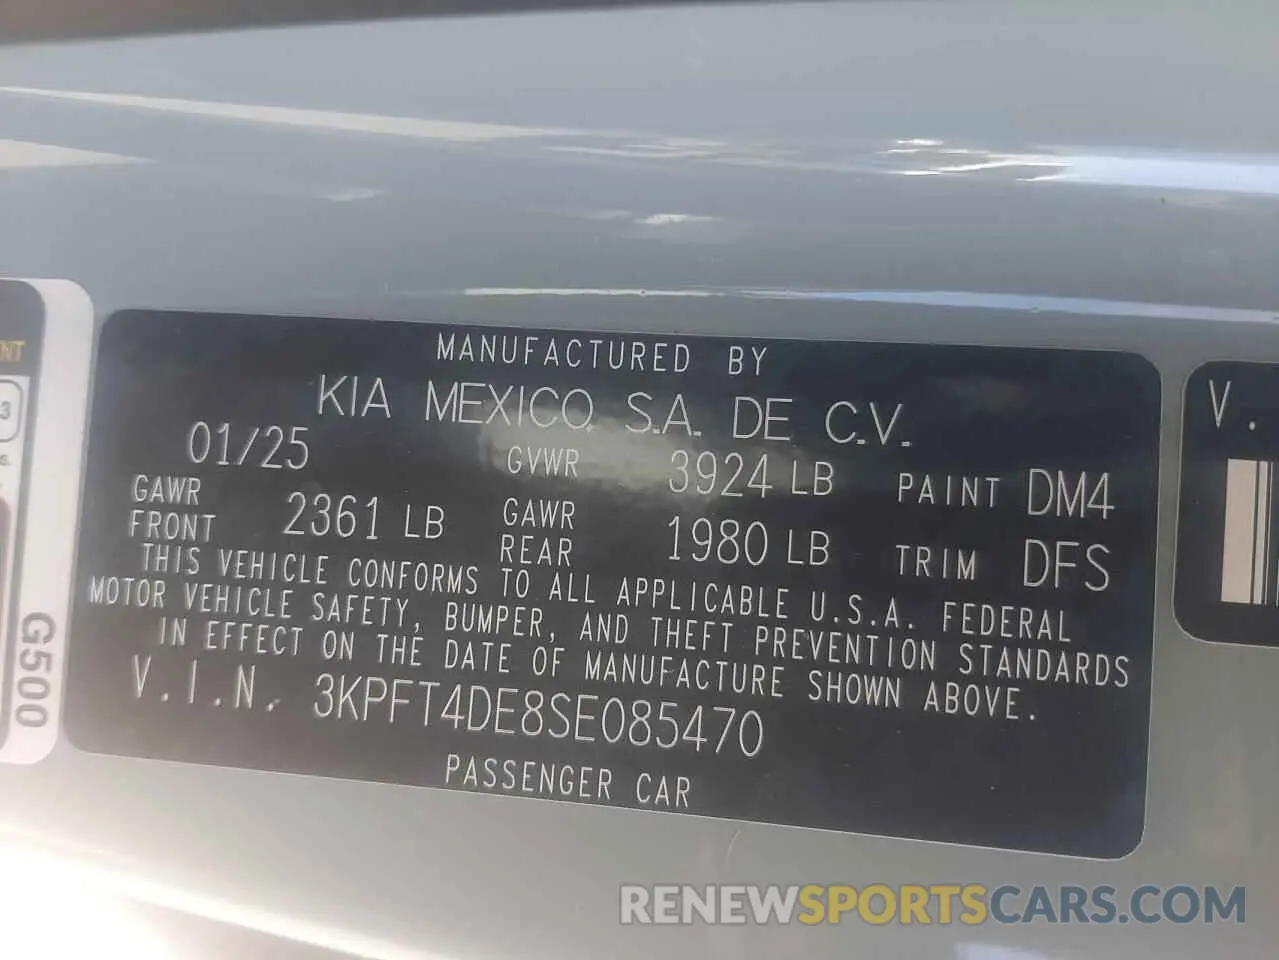 MANUFACTURED BY
KIA MEXICO S.A. DE C.V.
01/25 GVWR 3924 LB PAINT DM4
GAWR FRONT 2361 LB GAWR REAR 1980 LB TRIM DFS
THIS VEHICLE CONFORMS TO ALL APPLICABLE U.S.A. FEDERAL
MOTOR VEHICLE SAFETY, BUMPER, AND THEFT PREVENTION STANDARDS
IN EFFECT ON THE DATE OF MANUFACTURE SHOWN ABOVE.
V.I.N. 3KPFT4DE8SE085470
PASSENGER CAR
G500
3
V.
RENEWSPORTSCARS.COM